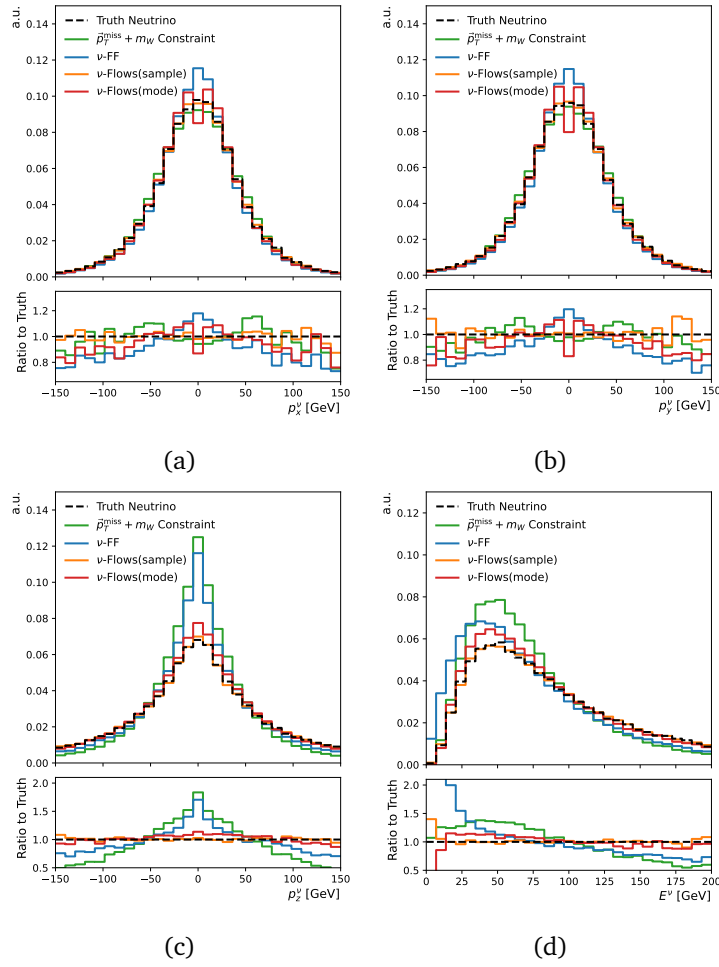 a.u.
0.14
0.12
0.10
0.08
0.06
0.04
0.02
0.00
Truth Neutrino
p⃗_T^miss + m_W Constraint
ν-FF
ν-Flows(sample)
ν-Flows(mode)
Ratio to Truth
1.2
1.0
0.8
−150 −100 −50 0 50 100 150
p_x^ν [GeV]
(a)
a.u.
0.14
0.12
0.10
0.08
0.06
0.04
0.02
0.00
Truth Neutrino
p⃗_T^miss + m_W Constraint
ν-FF
ν-Flows(sample)
ν-Flows(mode)
Ratio to Truth
1.2
1.0
0.8
−150 −100 −50 0 50 100 150
p_y^ν [GeV]
(b)
a.u.
0.14
0.12
0.10
0.08
0.06
0.04
0.02
0.00
Truth Neutrino
p⃗_T^miss + m_W Constraint
ν-FF
ν-Flows(sample)
ν-Flows(mode)
Ratio to Truth
2.0
1.5
1.0
0.5
−150 −100 −50 0 50 100 150
p_z^ν [GeV]
(c)
a.u.
0.12
0.10
0.08
0.06
0.04
0.02
0.00
Truth Neutrino
p⃗_T^miss + m_W Constraint
ν-FF
ν-Flows(sample)
ν-Flows(mode)
Ratio to Truth
2.0
1.5
1.0
0.5
0 25 50 75 100 125 150 175 200
E^ν [GeV]
(d)